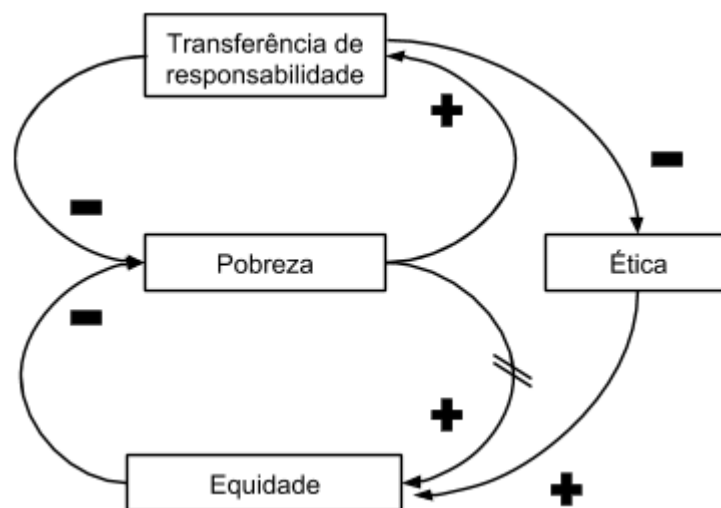 Transferência de
responsabilidade
+
−
−
Pobreza
Ética
−
+
Equidade
+